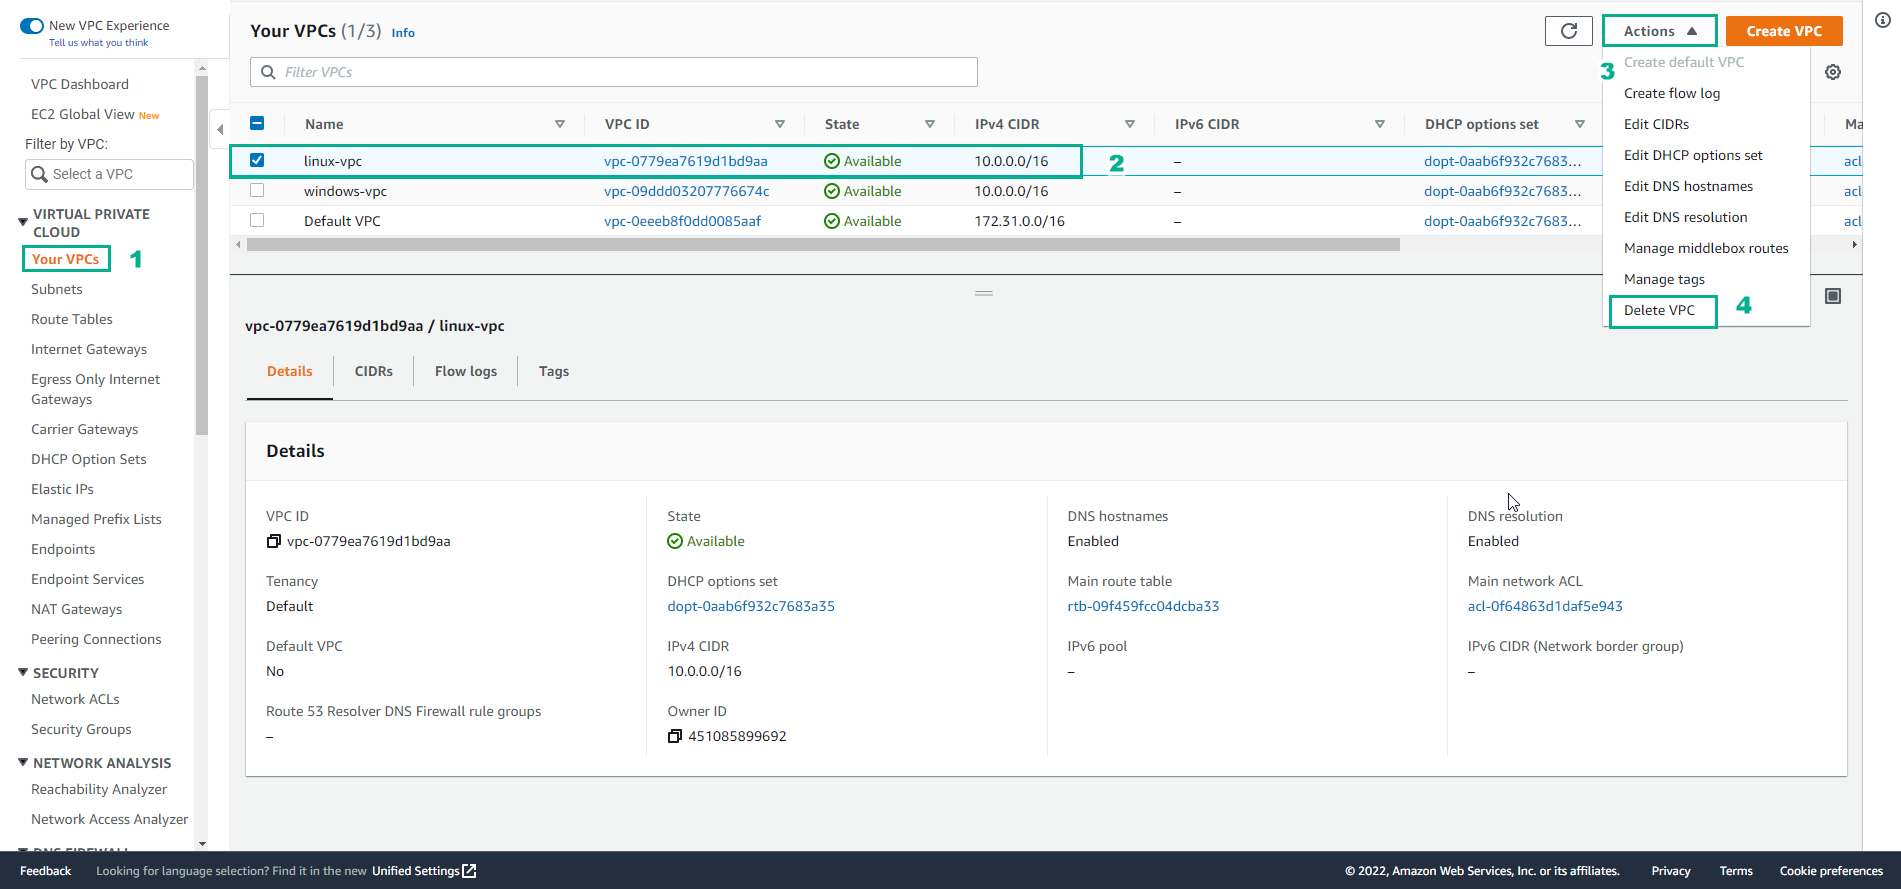 New VPC Experience
Tell us what you think
VPC Dashboard
EC2 Global View New
Filter by VPC:
Select a VPC
VIRTUAL PRIVATE
CLOUD
Your VPCs 1
Subnets
Route Tables
Internet Gateways
Egress Only Internet
Gateways
Carrier Gateways
DHCP Option Sets
Elastic IPs
Managed Prefix Lists
Endpoints
Endpoint Services
NAT Gateways
Peering Connections
SECURITY
Network ACLs
Security Groups
NETWORK ANALYSIS
Reachability Analyzer
Network Access Analyzer
DNS FIREWALL
Your VPCs (1/3) Info
Actions
Create VPC
Filter VPCs
Name VPC ID State IPv4 CIDR IPv6 CIDR DHCP options set Ma
linux-vpc vpc-0779ea7619d1bd9aa Available 10.0.0.0/16 2 – dopt-0aab6f932c7683... acl-
windows-vpc vpc-09ddd03207776674c Available 10.0.0.0/16 – dopt-0aab6f932c7683... acl-
Default VPC vpc-0eeeb8f0dd0085aaf Available 172.31.0.0/16 – dopt-0aab6f932c7683... acl-
3
Create default VPC
Create flow log
Edit CIDRs
Edit DHCP options set
Edit DNS hostnames
Edit DNS resolution
Manage middlebox routes
Manage tags
Delete VPC 4
vpc-0779ea7619d1bd9aa / linux-vpc
Details CIDRs Flow logs Tags
Details
VPC ID
vpc-0779ea7619d1bd9aa
Tenancy
Default
Default VPC
No
Route 53 Resolver DNS Firewall rule groups
–
State
Available
DHCP options set
dopt-0aab6f932c7683a35
IPv4 CIDR
10.0.0.0/16
Owner ID
451085899692
DNS hostnames
Enabled
Main route table
rtb-09f459fcc04dcba33
IPv6 pool
–
DNS resolution
Enabled
Main network ACL
acl-0f64863d1daf5e943
IPv6 CIDR (Network border group)
–
Feedback Looking for language selection? Find it in the new Unified Settings © 2022, Amazon Web Services, Inc. or its affiliates. Privacy Terms Cookie preferences